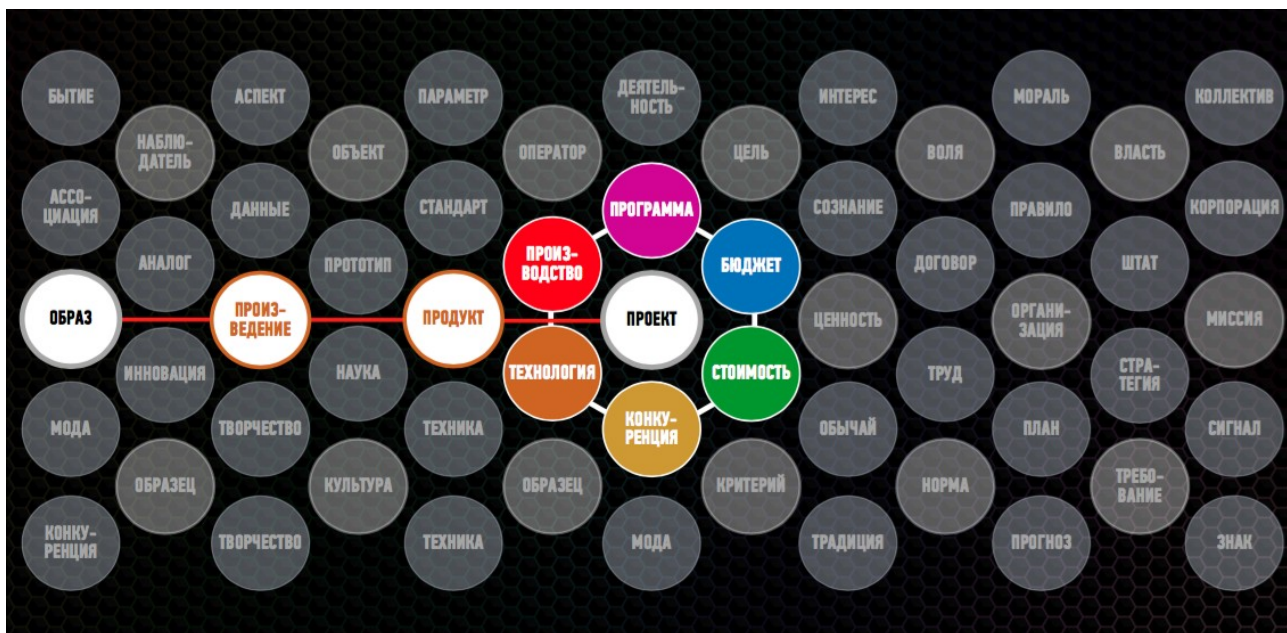 БЫТИЕ
АСПЕКТ
ПАРАМЕТР
ДЕЯТЕЛЬ-
НОСТЬ
ИНТЕРЕС
МОРАЛЬ
КОЛЛЕКТИВ
НАБЛЮ-
ДАТЕЛЬ
ОБЪЕКТ
ОПЕРАТОР
ЦЕЛЬ
ВОЛЯ
ВЛАСТЬ
АССО-
ЦИАЦИЯ
ДАННЫЕ
СТАНДАРТ
ПРОГРАММА
СОЗНАНИЕ
ПРАВИЛО
КОРПОРАЦИЯ
АНАЛОГ
ПРОТОТИП
ПРОИЗ-
ВОДСТВО
БЮДЖЕТ
ДОГОВОР
ШТАТ
ОБРАЗ
ПРОИЗ-
ВЕДЕНИЕ
ПРОДУКТ
ПРОЕКТ
ЦЕННОСТЬ
ОРГАНИ-
ЗАЦИЯ
МИССИЯ
ИННОВАЦИЯ
НАУКА
ТЕХНОЛОГИЯ
СТОИМОСТЬ
ТРУД
СТРА-
ТЕГИЯ
МОДА
ТВОРЧЕСТВО
ТЕХНИКА
КОНКУ-
РЕНЦИЯ
ОБЫЧАЙ
ПЛАН
СИГНАЛ
ОБРАЗЕЦ
КУЛЬТУРА
ОБРАЗЕЦ
КРИТЕРИЙ
НОРМА
ТРЕБО-
ВАНИЕ
КОНКУ-
РЕНЦИЯ
ТВОРЧЕСТВО
ТЕХНИКА
МОДА
ТРАДИЦИЯ
ПРОГНОЗ
ЗНАК